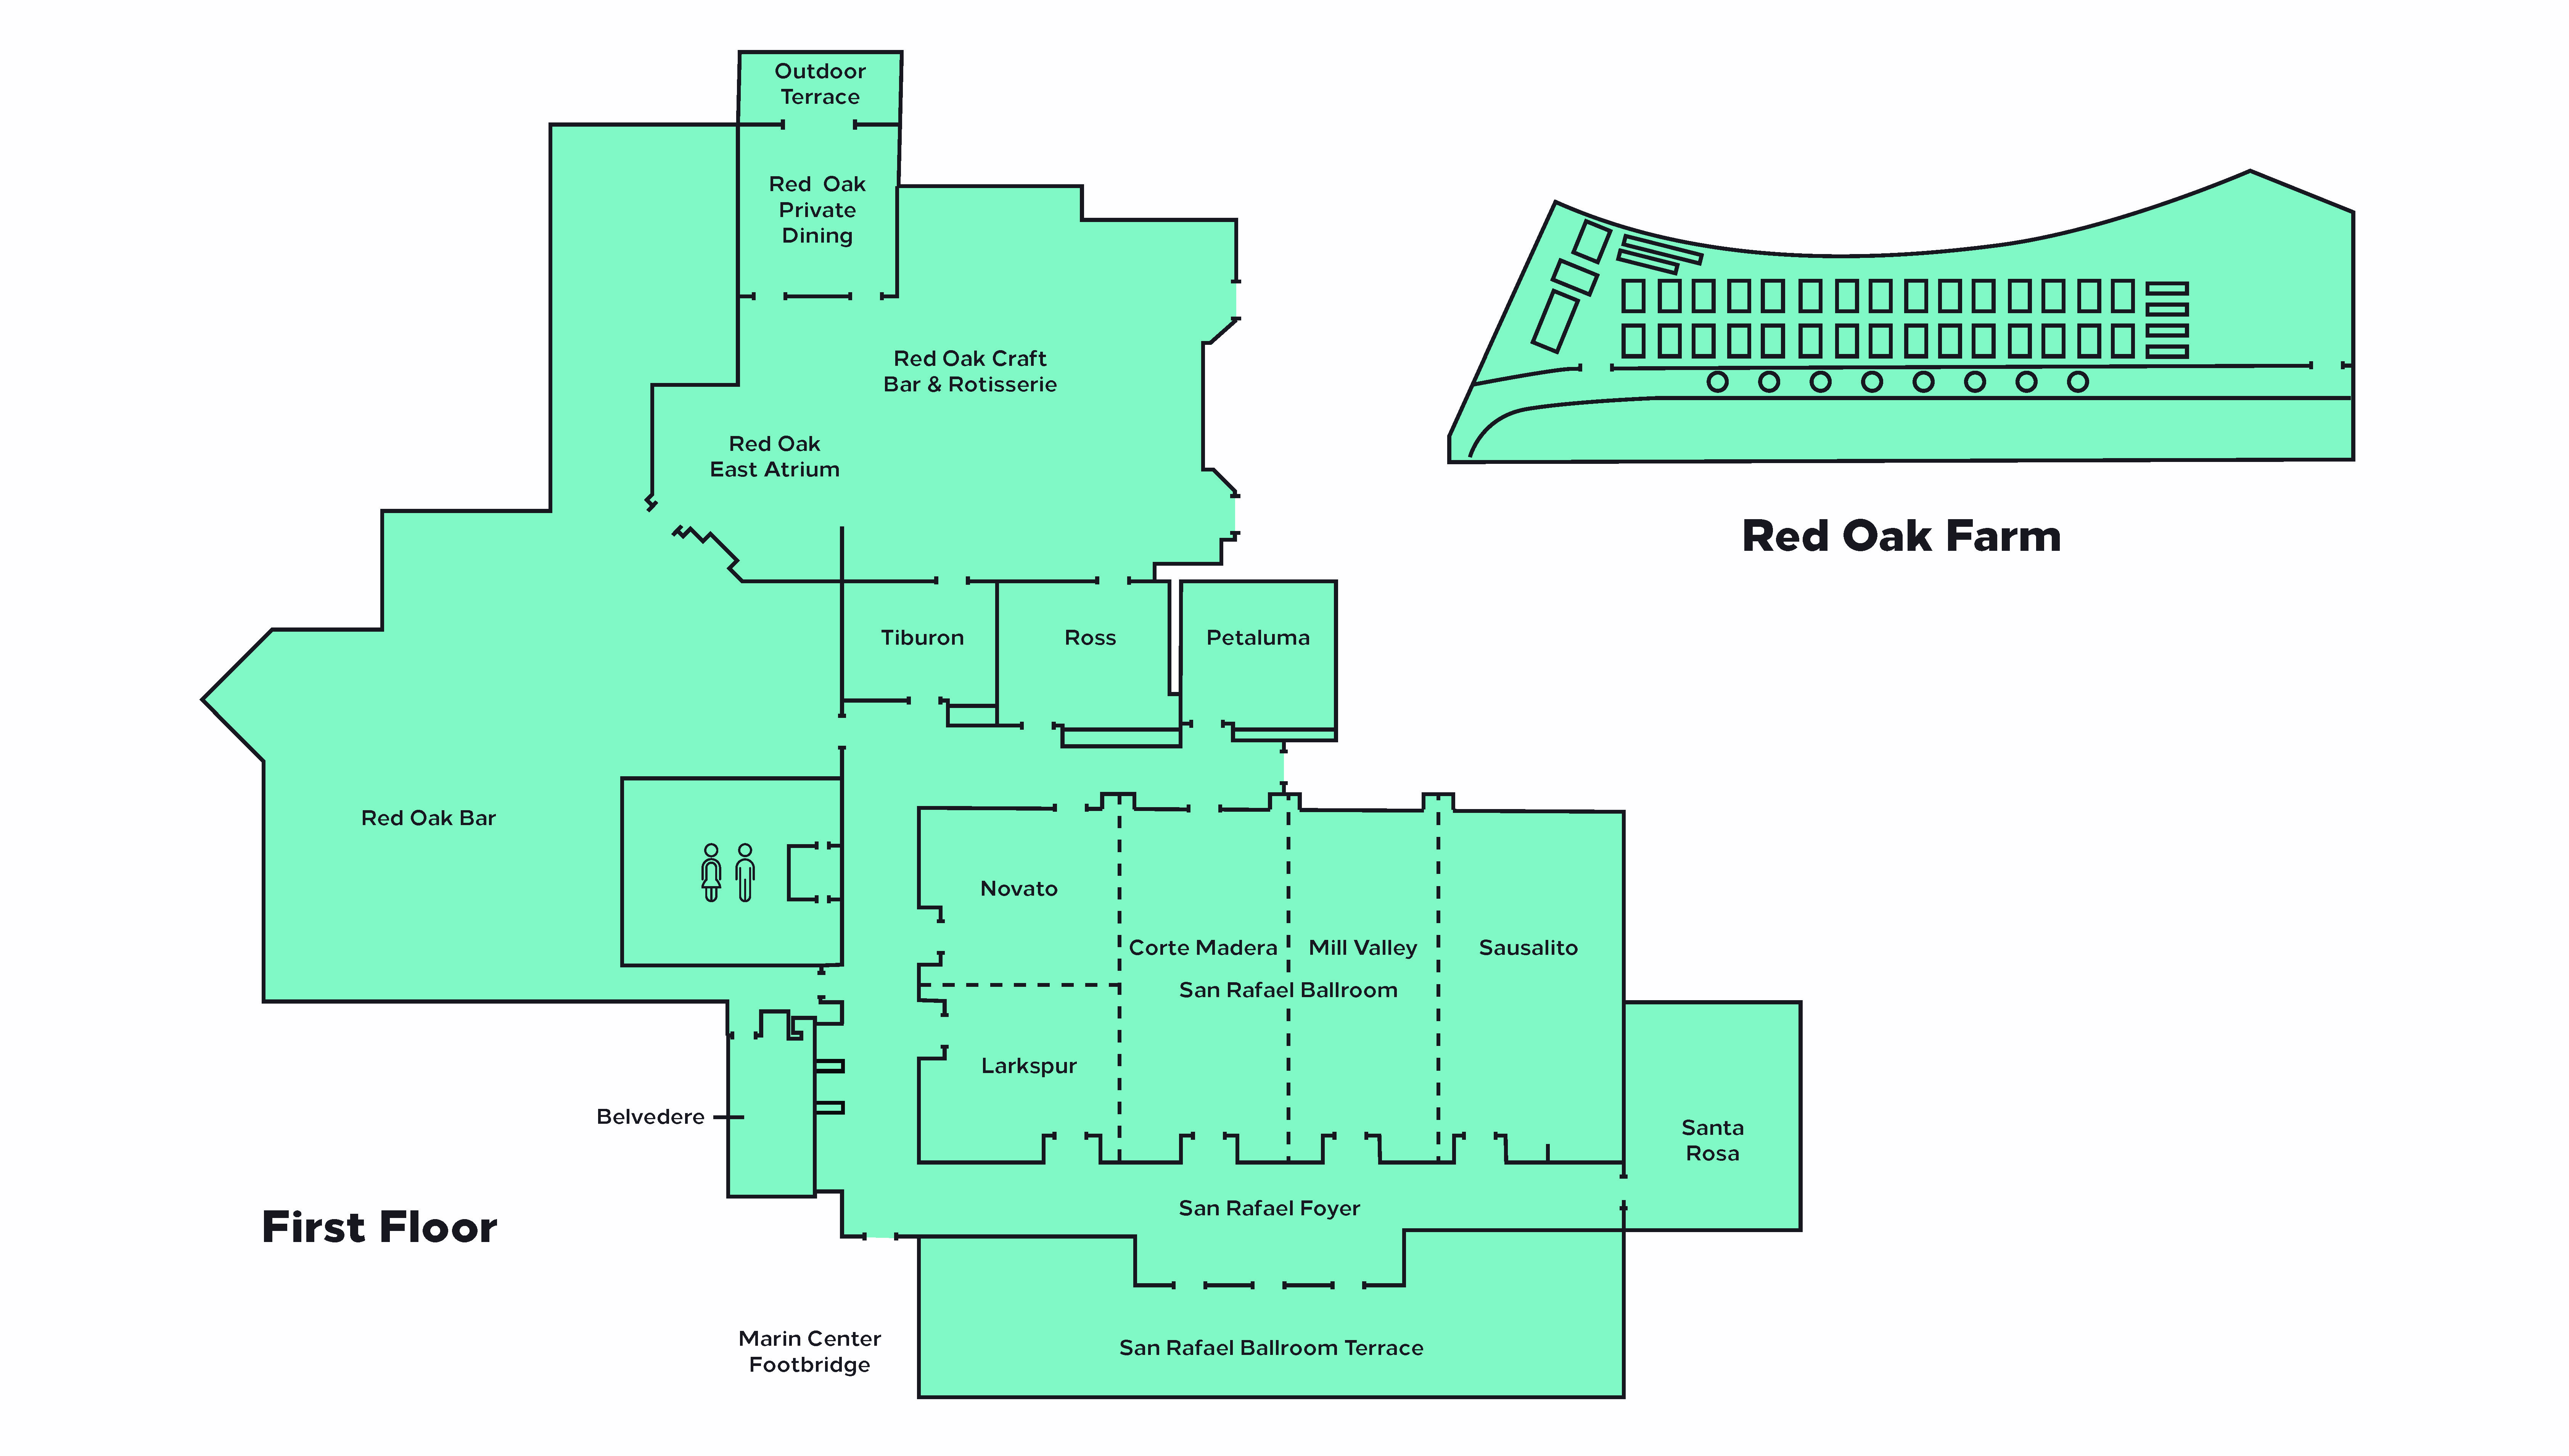 Outdoor
Terrace
Red Oak
Private
Dining
Red Oak Craft
Bar & Rotisserie
Red Oak
East Atrium
Red Oak Farm
Tiburon
Ross
Petaluma
Red Oak Bar
Novato
Corte Madera
Mill Valley
Sausalito
San Rafael Ballroom
Larkspur
Belvedere
Santa
Rosa
San Rafael Foyer
First Floor
Marin Center
Footbridge
San Rafael Ballroom Terrace